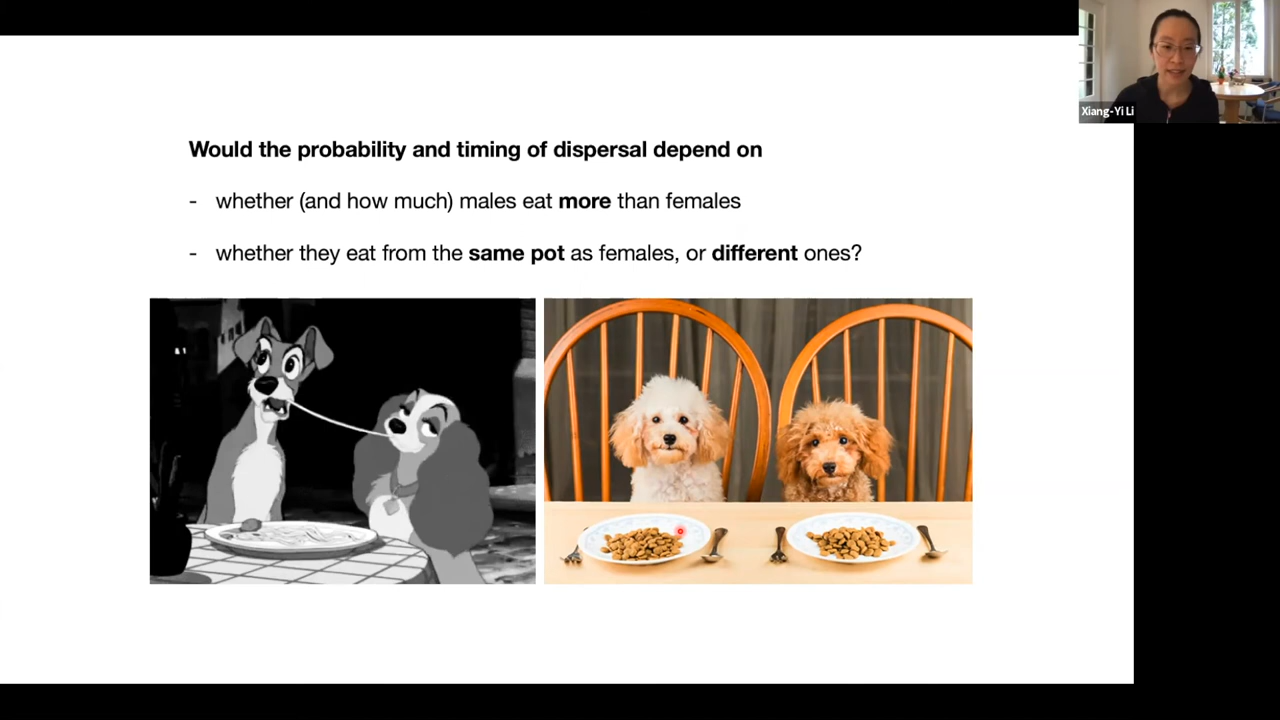 Xiang-Yi Li
Would the probability and timing of dispersal depend on
- whether (and how much) males eat more than females
- whether they eat from the same pot as females, or different ones?